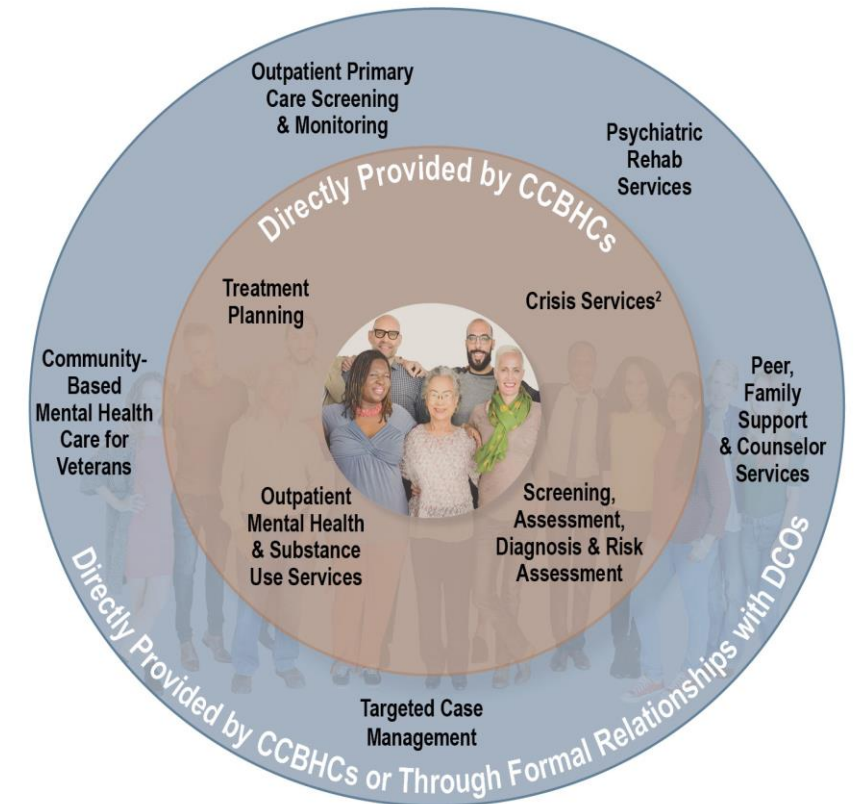 Outpatient Primary
Care Screening
& Monitoring
Psychiatric
Rehab
Services
Directly Provided by CCBHCs
Treatment
Planning
Crisis Services²
Community-
Based
Mental Health
Care for
Veterans
Peer,
Family
Support
& Counselor
Services
Outpatient
Mental Health
& Substance
Use Services
Screening,
Assessment,
Diagnosis & Risk
Assessment
Targeted Case
Management
Directly Provided by CCBHCs or Through Formal Relationships with DCOs